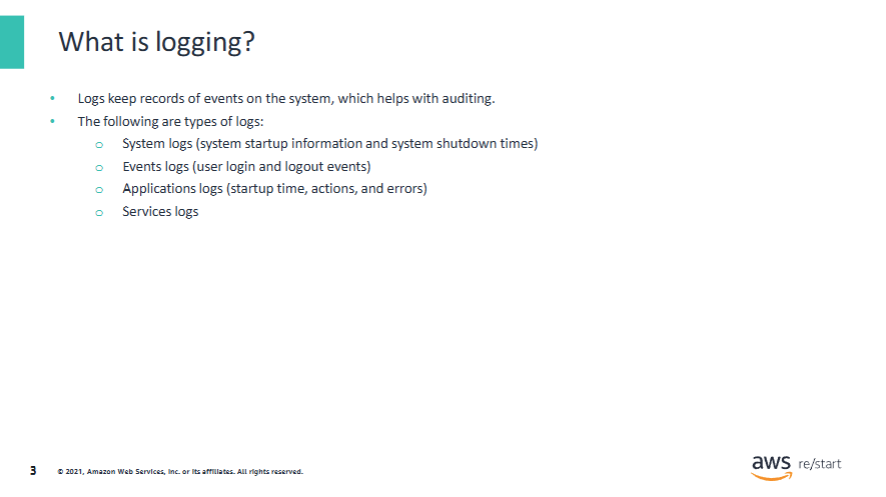 What is logging?
• Logs keep records of events on the system, which helps with auditing.
• The following are types of logs:
o System logs (system startup information and system shutdown times)
o Events logs (user login and logout events)
o Applications logs (startup time, actions, and errors)
o Services logs
3 © 2021, Amazon Web Services, Inc. or its affiliates. All rights reserved.
aws re/start